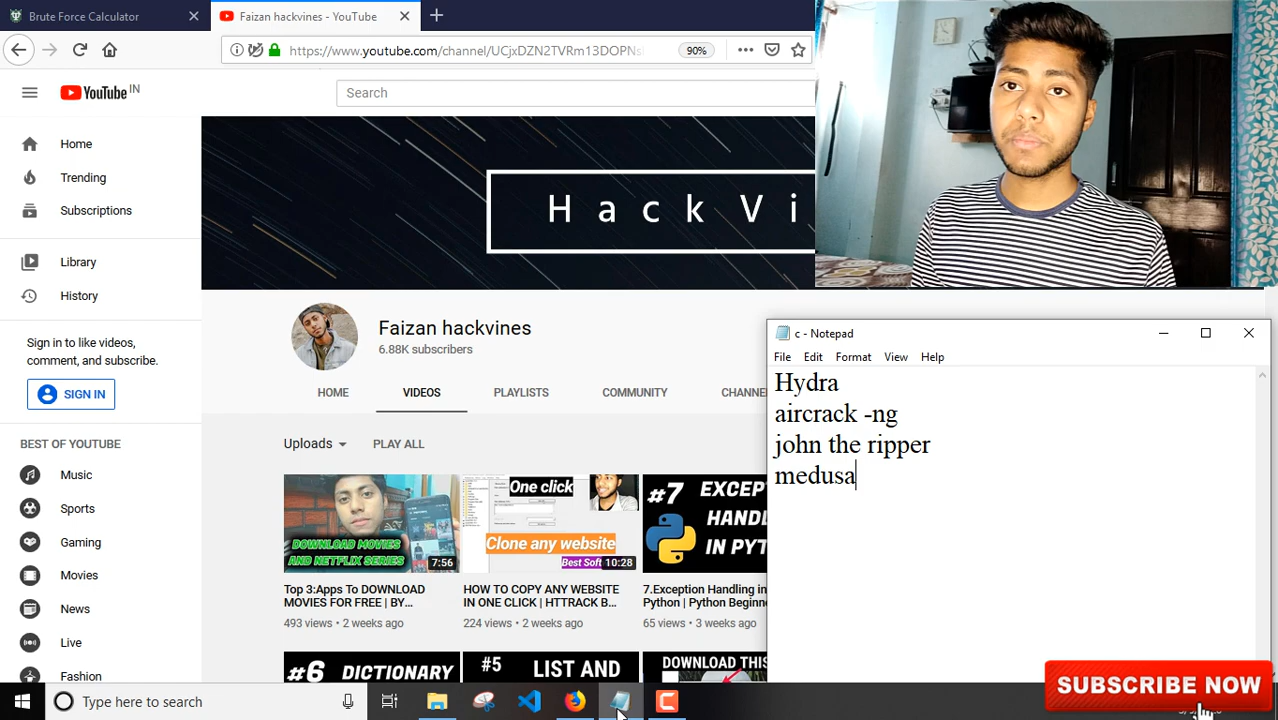 Brute Force Calculator
Faizan hackvines - YouTube
https://www.youtube.com/channel/UCjxDZN2TVRm13DOPNs
90%
YouTube IN
Search
Home
Trending
Subscriptions
Library
History
Sign in to like videos,
comment, and subscribe.
SIGN IN
BEST OF YOUTUBE
Music
Sports
Gaming
Movies
News
Live
Fashion
HackVi
Faizan hackvines
6.88K subscribers
HOME
VIDEOS
PLAYLISTS
COMMUNITY
CHANNE
Uploads
PLAY ALL
DOWNLOAD MOVIES
AND NETFLIX SERIES
7:56
Top 3:Apps To DOWNLOAD
MOVIES FOR FREE | BY...
493 views • 2 weeks ago
One click
Clone any website
Best Soft
10:28
HOW TO COPY ANY WEBSITE
IN ONE CLICK | HTTRACK B...
224 views • 2 weeks ago
#7 EXCEP
HANDL
IN PYT
7.Exception Handling in
Python | Python Beginne
65 views • 3 weeks ago
#6 DICTIONARY
#5 LIST AND
DOWNLOAD THIS
c - Notepad
File Edit Format View Help
Hydra
aircrack -ng
john the ripper
medusa
Type here to search
SUBSCRIBE NOW